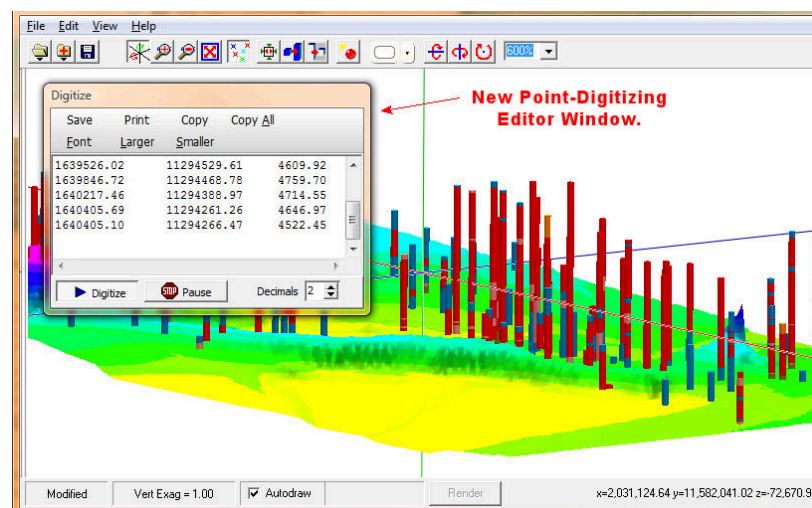 File Edit View Help
600%
Digitize
New Point-Digitizing
Editor Window.
Save Print Copy Copy All
Font Larger Smaller
1639526.02 11294529.61 4609.92
1639846.72 11294468.78 4759.70
1640217.46 11294388.97 4714.55
1640405.69 11294261.26 4646.97
1640405.10 11294266.47 4522.45
Digitize STOP Pause Decimals 2
Modified Vert Exag = 1.00 Autodraw Render x=2,031,124.64 y=11,582,041.02 z=-72,670.9